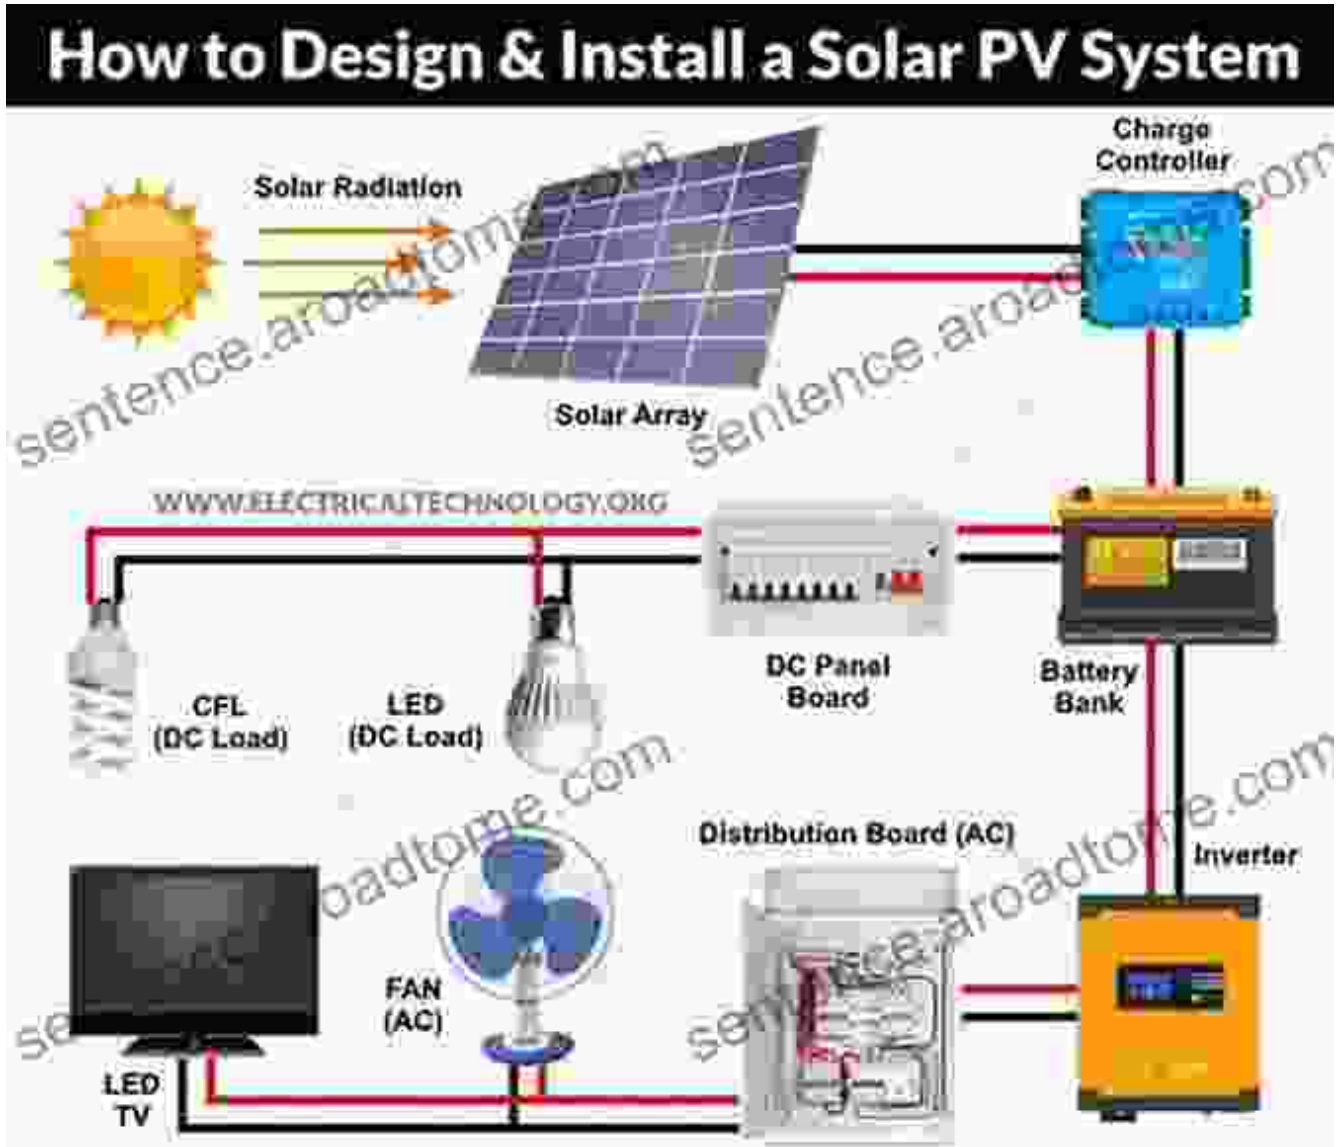 How to Design & Install a Solar PV System
Charge
Controller
Solar Radiation
Solar Array
WWW.ELECTRICALTECHNOLOGY.ORG
CFL
(DC Load)
LED
(DC Load)
DC Panel
Board
Battery
Bank
Distribution Board (AC)
Inverter
FAN
(AC)
LED
TV
sentence.aroadtome.com
sentence.aroadtome.com
sentence.aroadtome.com
sentence.aroadtome.com